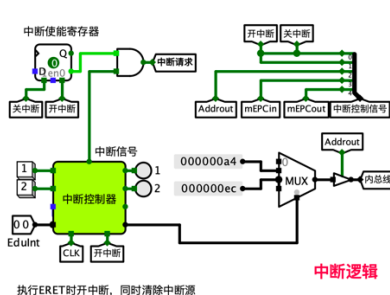 中断使能寄存器
Q
D
0
en0
中断请求
关中断
开中断
开中断
关中断
Addrout
mEPCin
mEPCout
中断控制信号
中断信号
1
2
1
2
中断控制器
00
EduInt
CLK
开中断
000000a4
000000ec
0
MUX
0
Addrout
内总线
中断逻辑
执行ERET时开中断，同时清除中断源